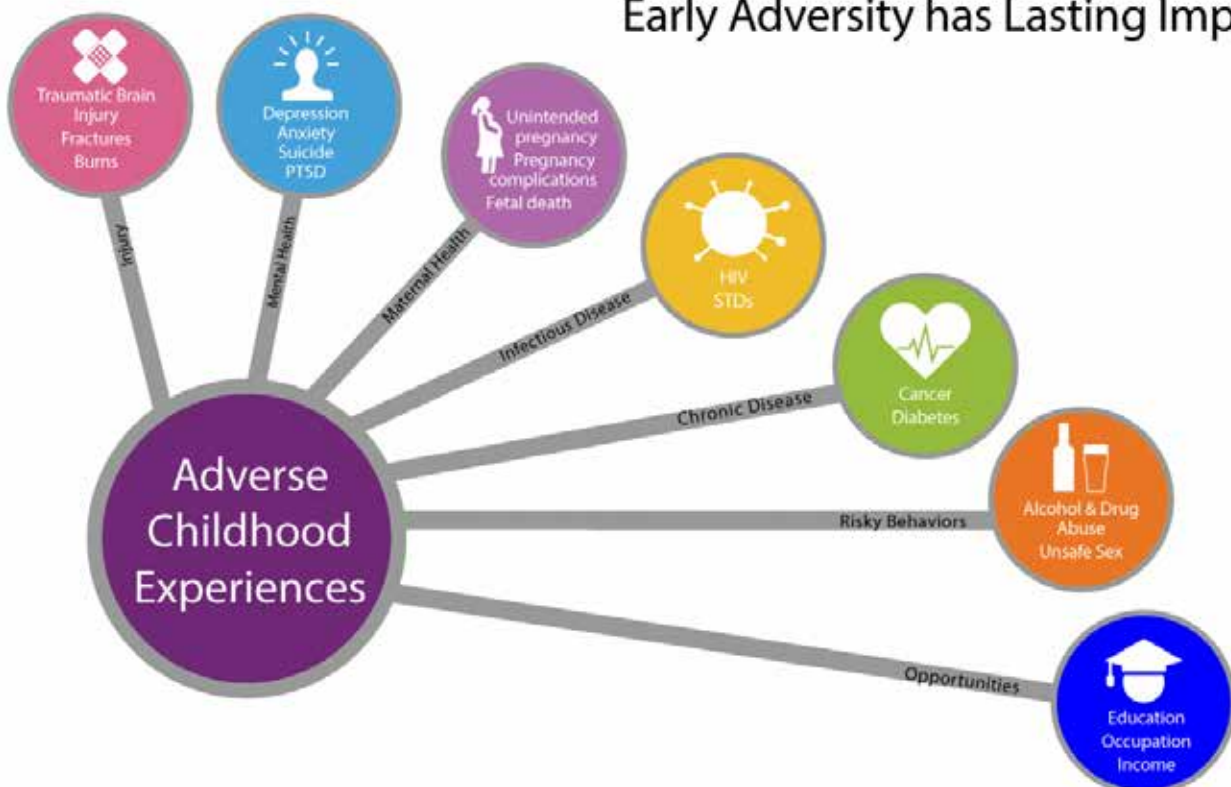 Early Adversity has Lasting Imp
Traumatic Brain
Injury
Fractures
Burns
Depression
Anxiety
Suicide
PTSD
Unintended
pregnancy
Pregnancy
complications
Fetal death
HIV
STDs
Cancer
Diabetes
Alcohol & Drug
Abuse
Unsafe Sex
Education
Occupation
Income
Injury
Mental Health
Maternal Health
Infectious Disease
Chronic Disease
Risky Behaviors
Opportunities
Adverse
Childhood
Experiences